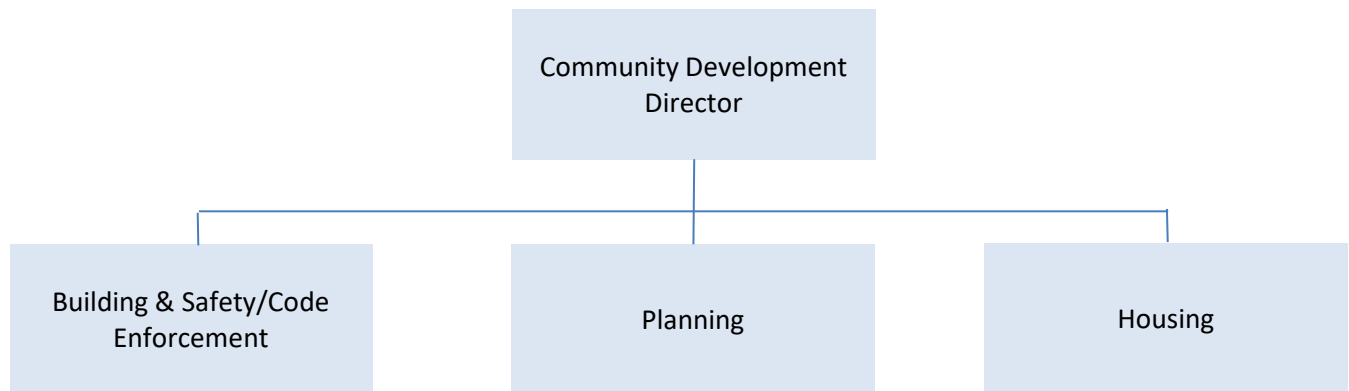 Community Development
Director
Building & Safety/Code
Enforcement
Planning
Housing